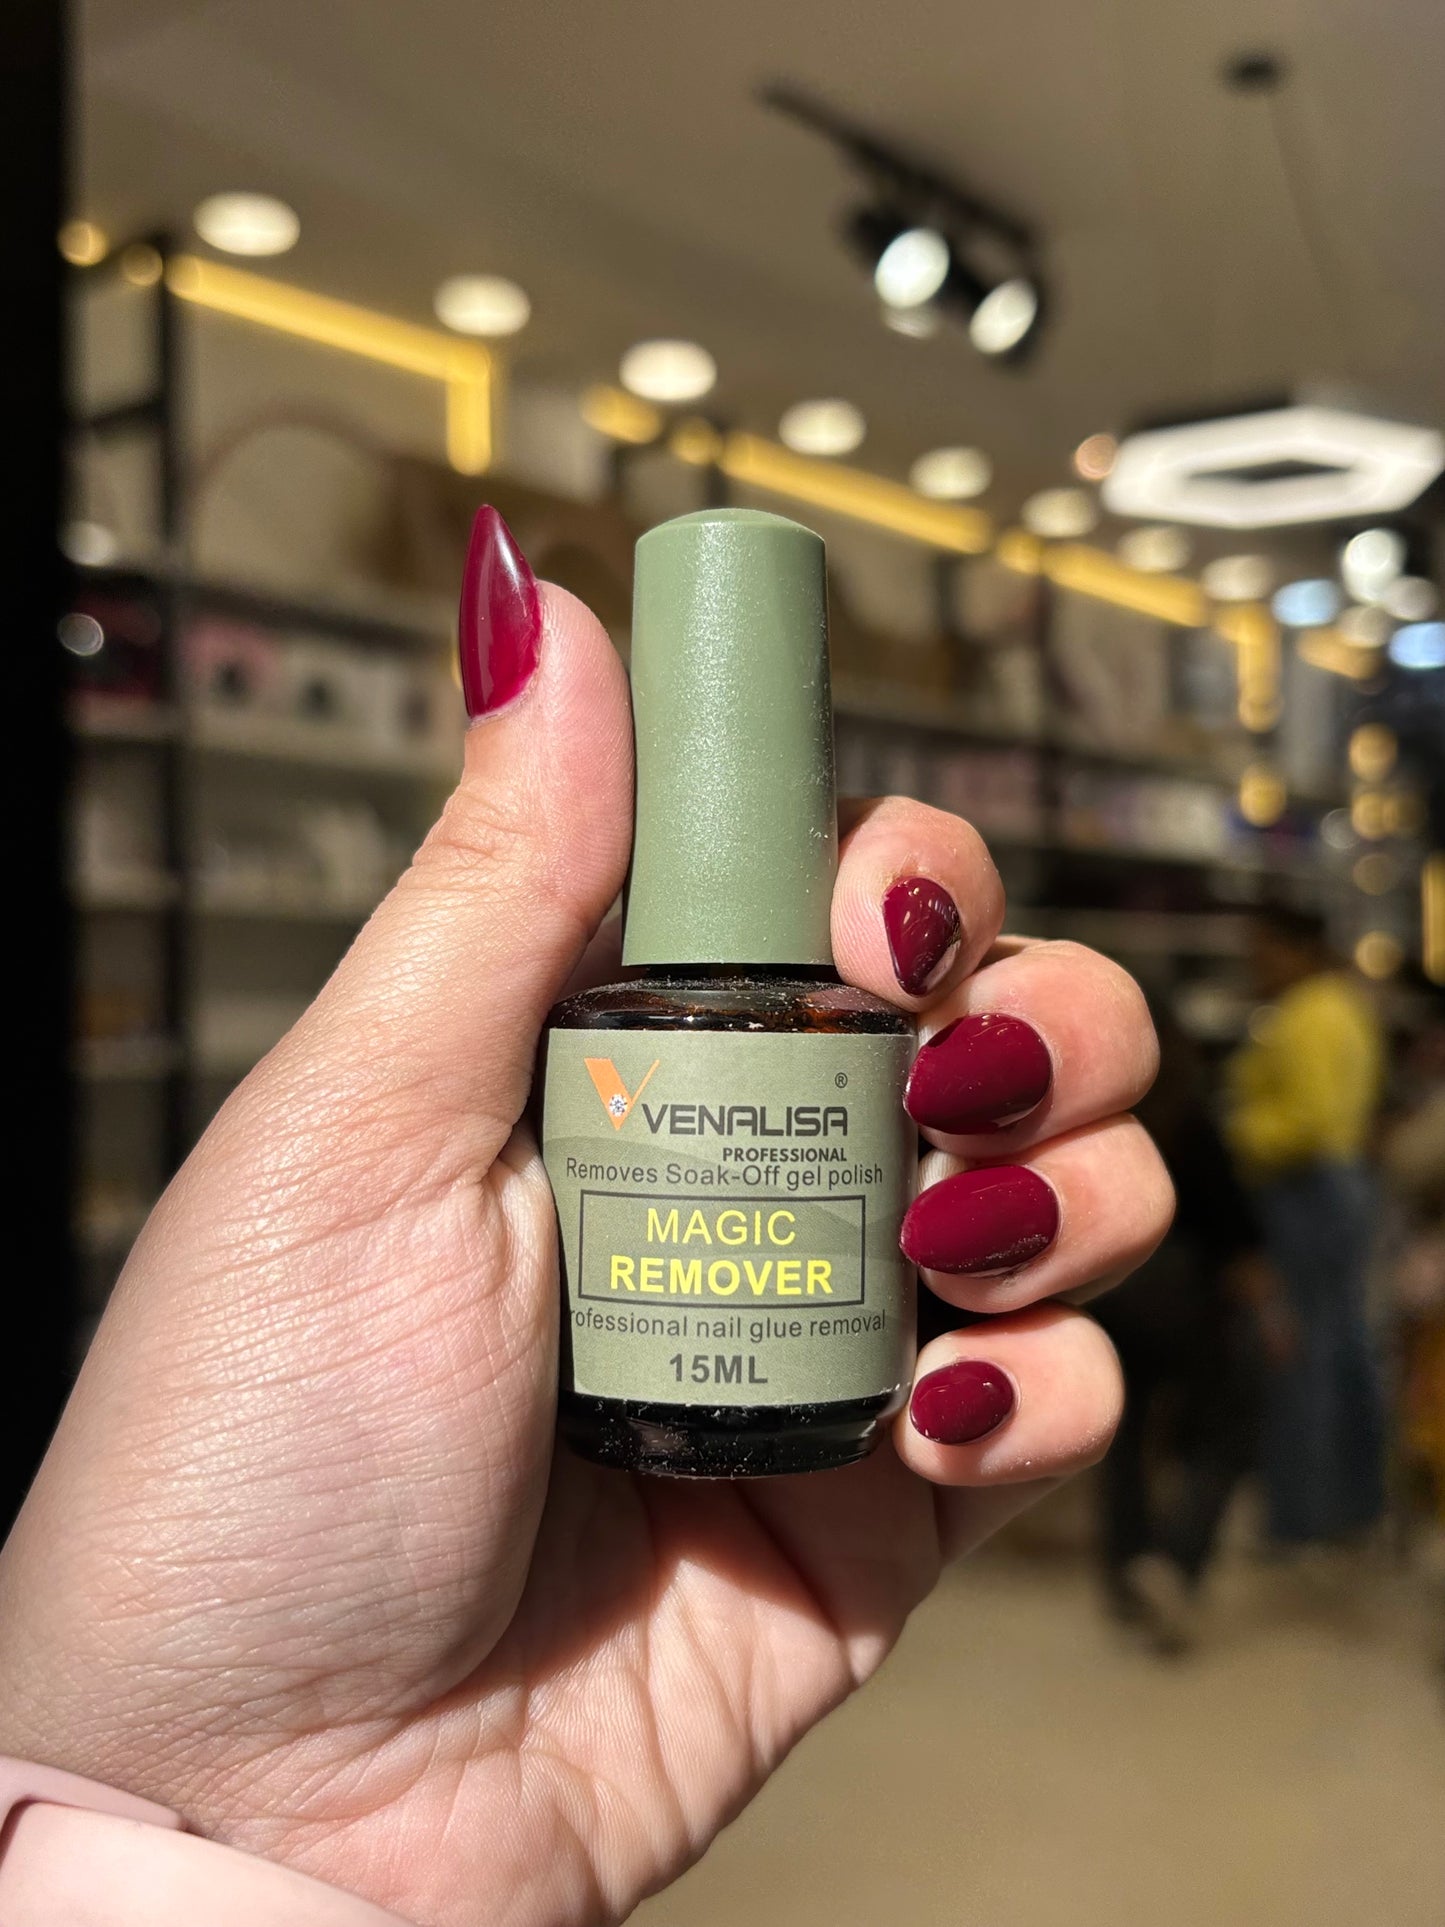 VENALISA ®
PROFESSIONAL
Removes Soak-Off gel polish
MAGIC
REMOVER
rofessional nail glue removal
15ML